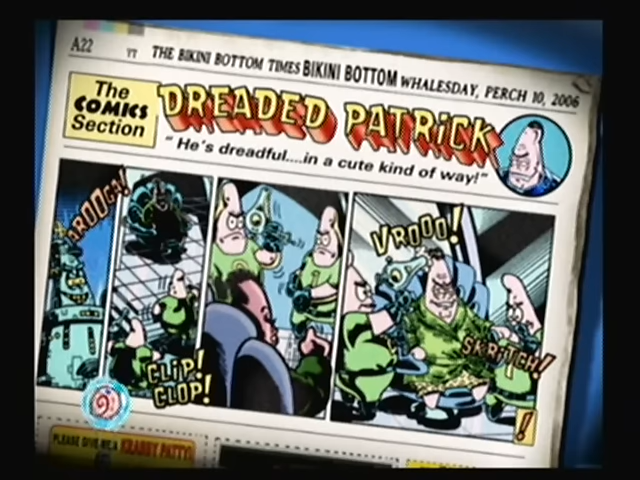 A22
YT THE BIKINI BOTTOM TIMES BIKINI BOTTOM WHALESDAY, PERCH 10, 2006
The
COMICS
Section
DREADED PATRICK
"He's dreadful....in a cute kind of way!"
AROOGA!
CLIP!
CLOP!
VROOO!
SKRITCH!
!
PLEASE GIVE ME A KRABBY PATTY!